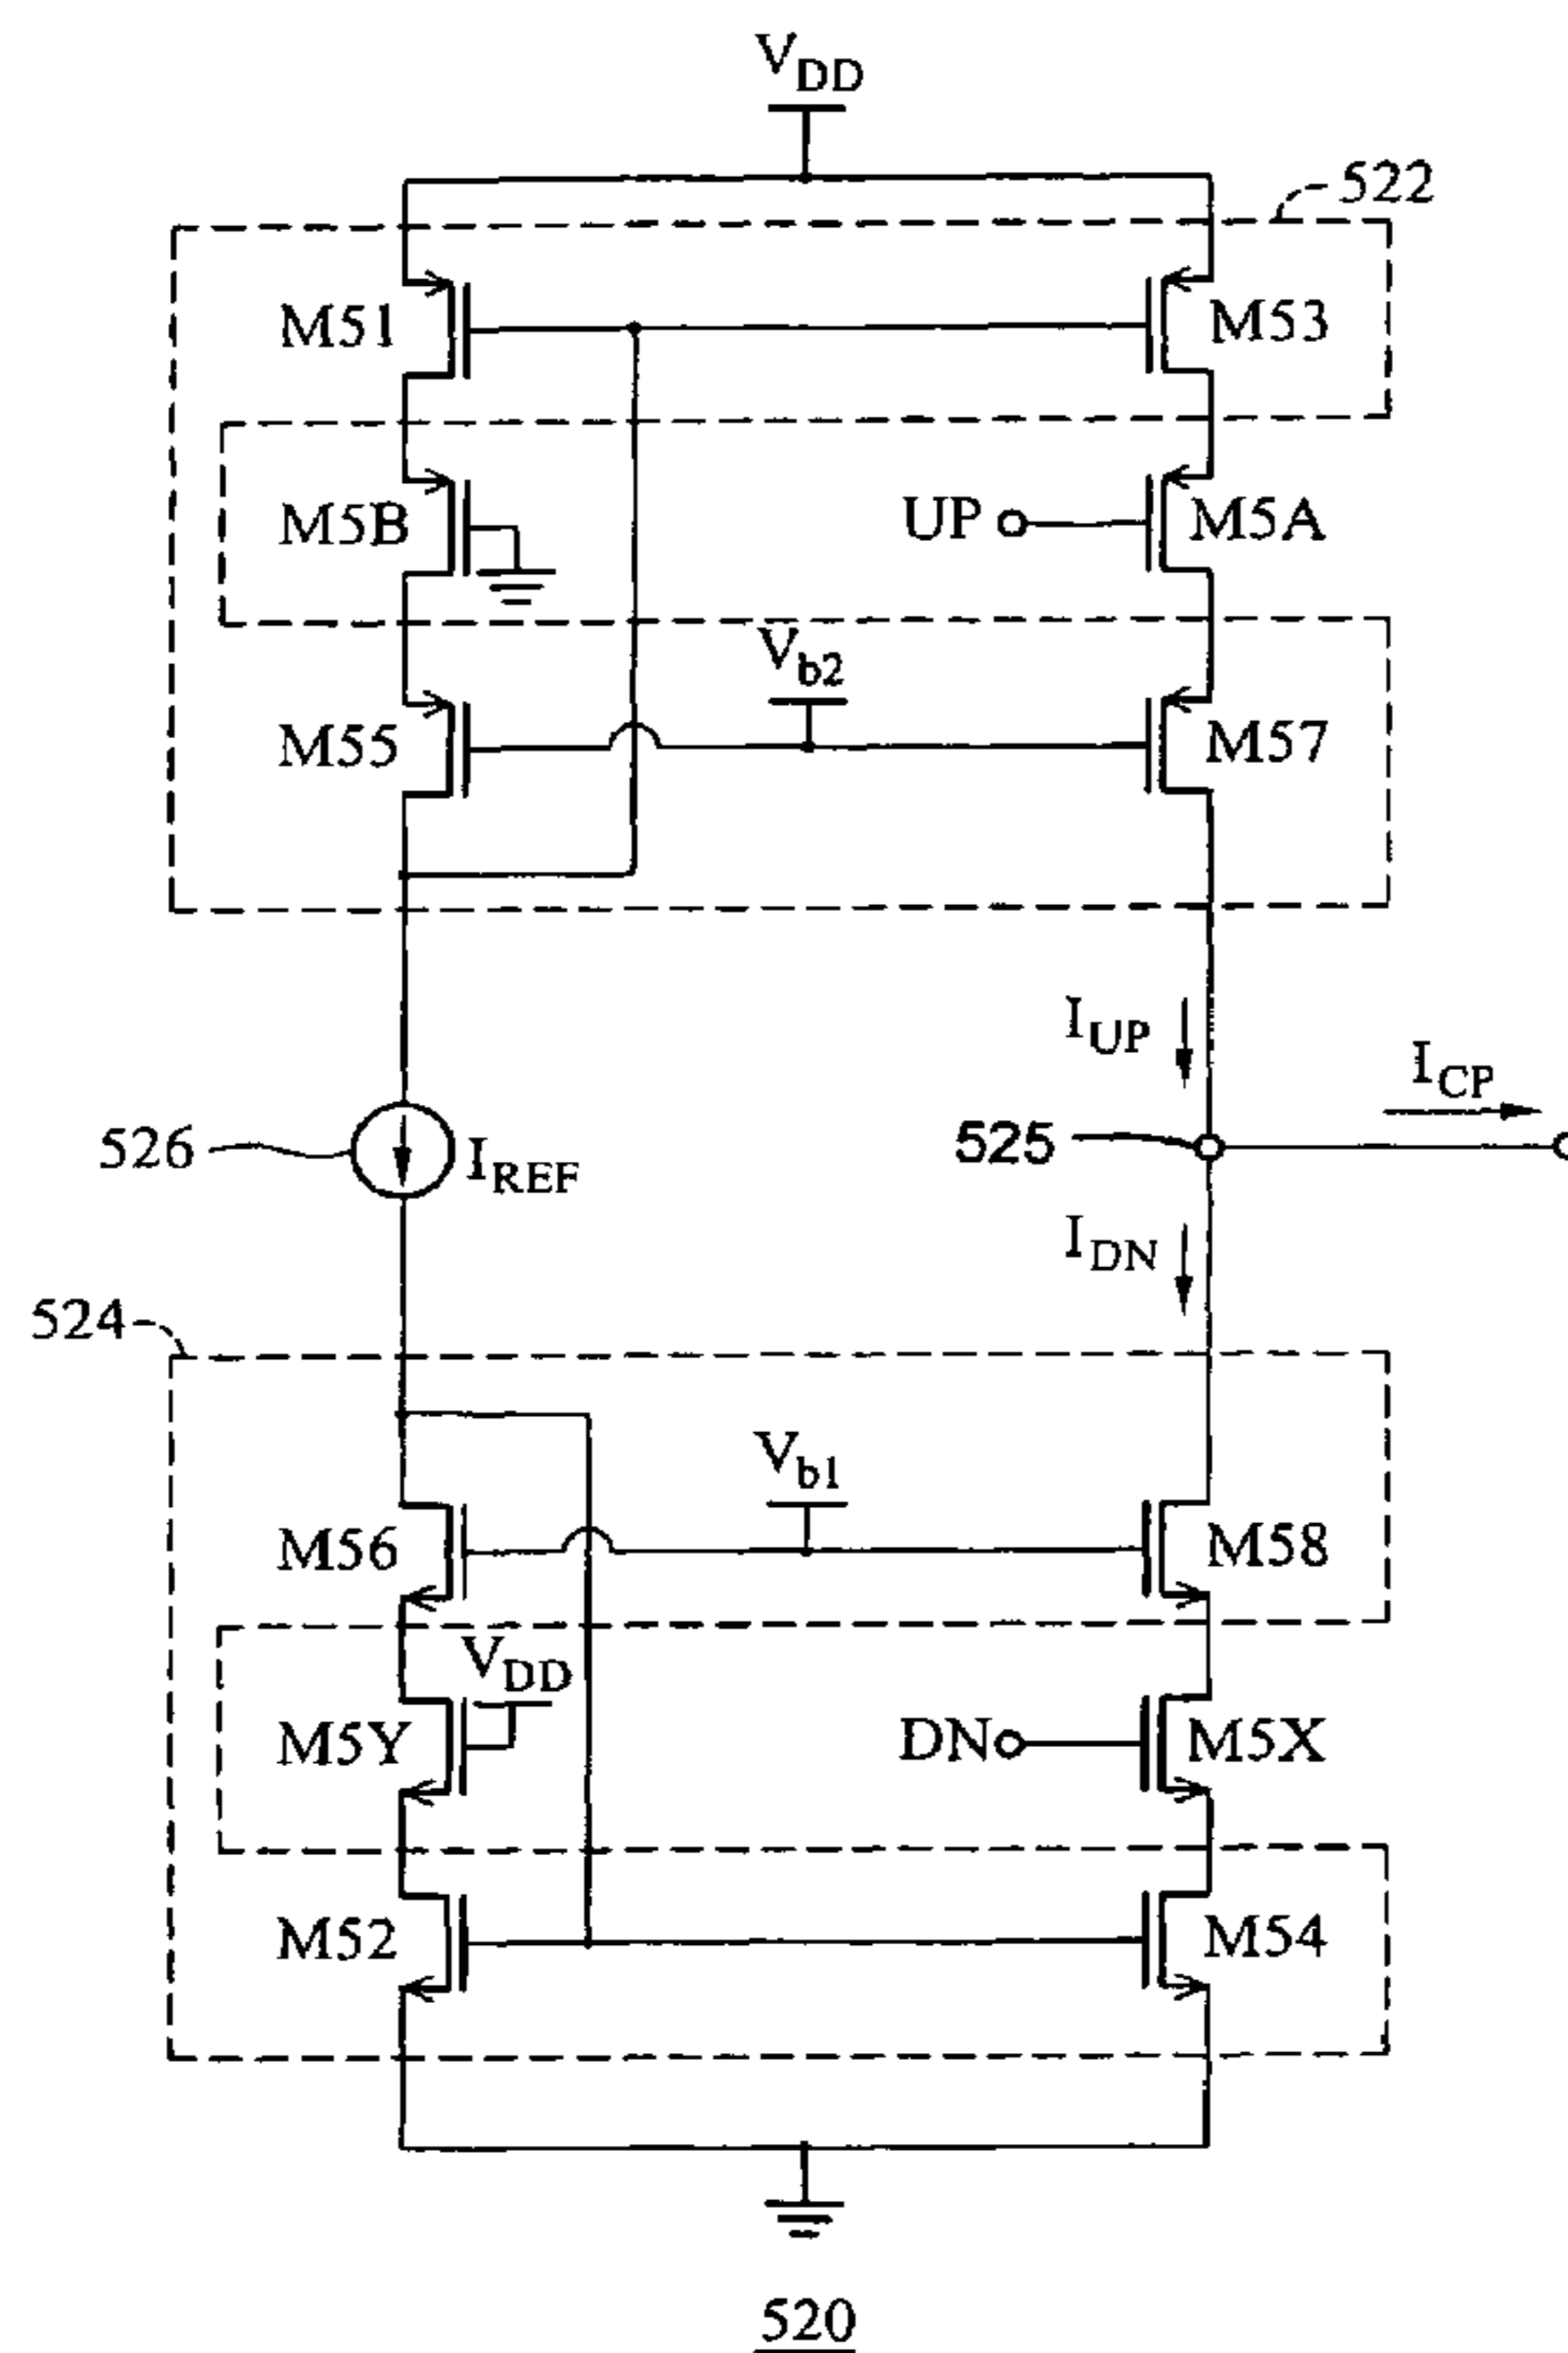 VDD
522
M51
M53
M5B
UP
M5A
Vb2
M55
M57
IUP
ICP
526
IREF
525
IDN
524
Vb1
M56
M58
VDD
M5Y
DN
M5X
M52
M54
520